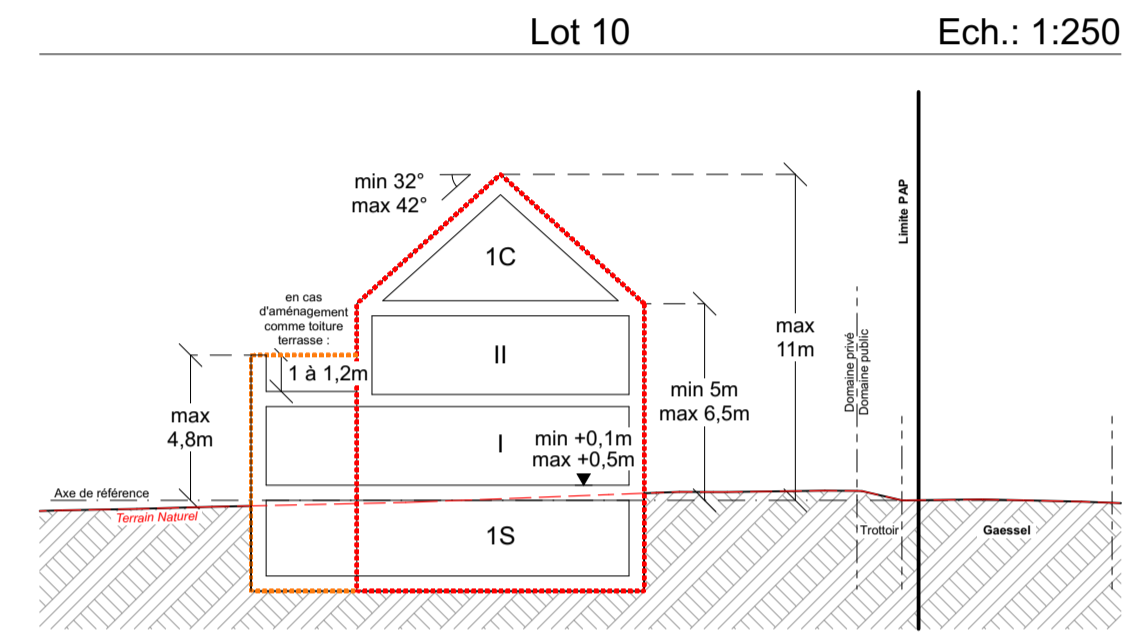 Lot 10
Ech.: 1:250
min 32°
max 42°
Limite PAP
1C
en cas
d'aménagement
comme toiture
terrasse :
max
11m
Domaine privé
Domaine public
II
1 à 1,2m
min 5m
max 6,5m
max
4,8m
I
min +0,1m
max +0,5m
Axe de référence
Terrain Naturel
1S
Trottoir
Gaessel